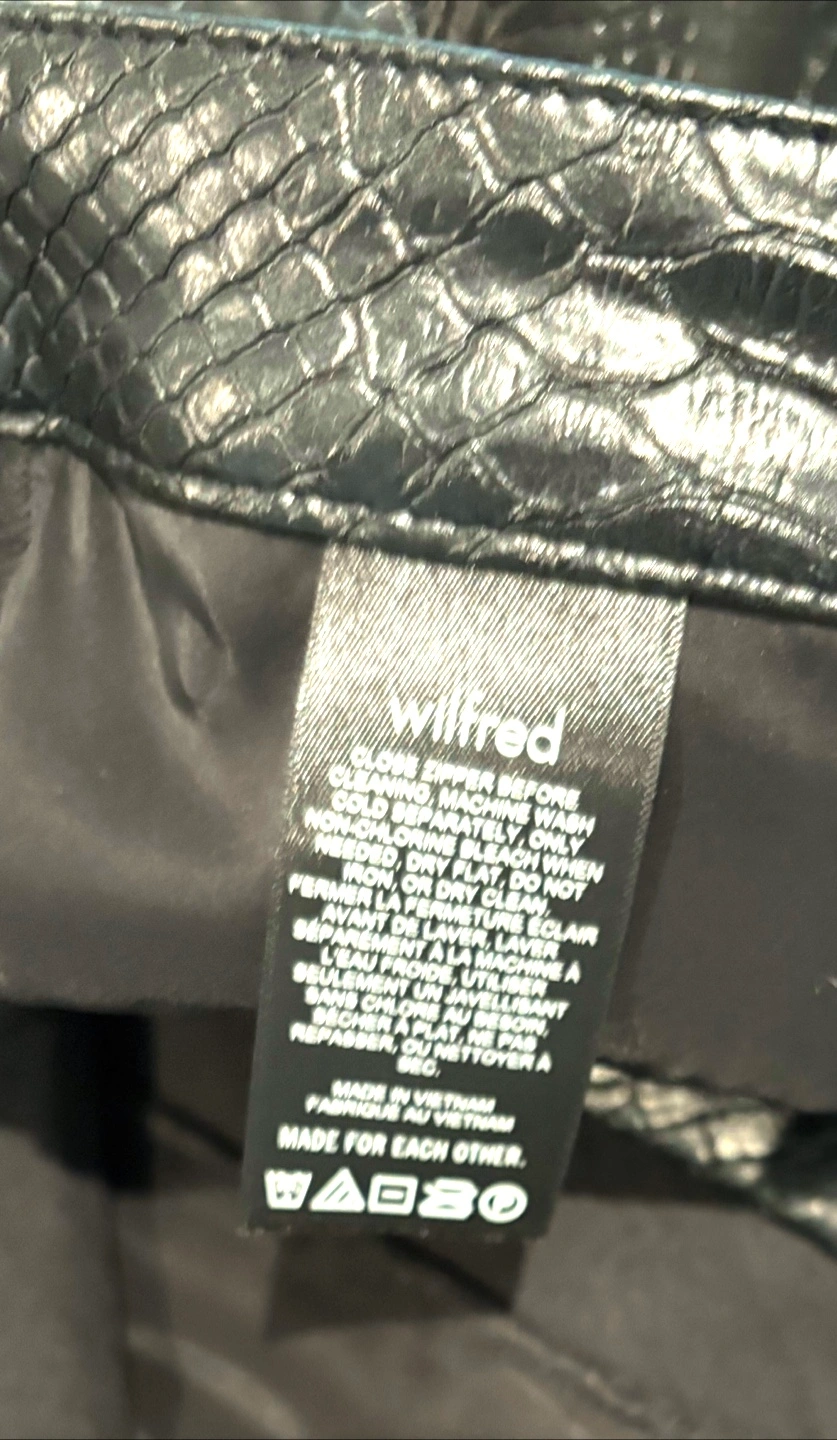 wilfred
CLOSE ZIPPER BEFORE
CLEANING, MACHINE WASH
COLD SEPARATELY, ONLY
NON-CHLORINE BLEACH WHEN
NEEDED, DRY FLAT, DO NOT
IRON, OR DRY CLEAN,
FERMER LA FERMETURE ÉCLAIR
AVANT DE LAVER, LAVER
SÉPARÉMENT À LA MACHINE À
L'EAU FROIDE, UTILISER
SEULEMENT UN JAVELLISANT
SANS CHLORE AU BESOIN,
SÉCHER À PLAT, NE PAS
REPASSER, OU NETTOYER À
SEC.
MADE IN VIETNAM
FABRIQUÉ AU VIETNAM
MADE FOR EACH OTHER.